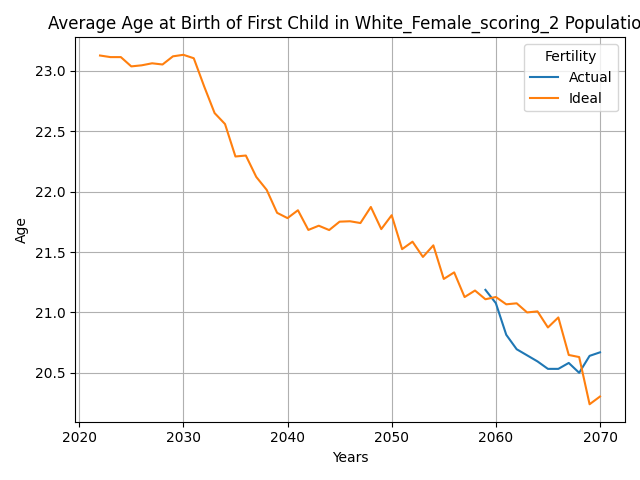 Average Age at Birth of First Child in White_Female_scoring_2 Populatio
Fertility
Actual
Ideal
23.0
22.5
22.0
21.5
21.0
20.5
Age
2020
2030
2040
2050
2060
2070
Years